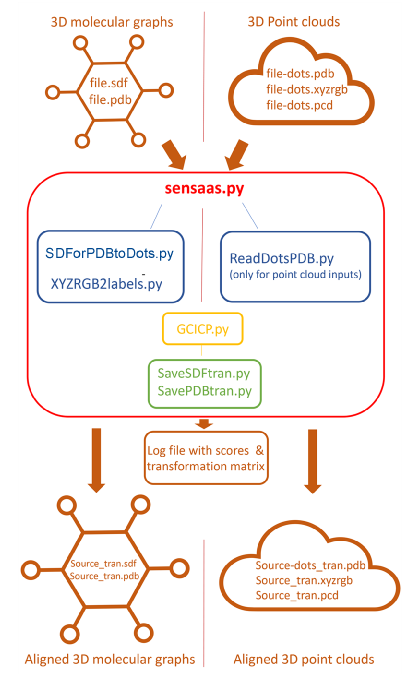 3D molecular graphs
3D Point clouds
file.sdf
file.pdb
file-dots.pdb
file-dots.xyzrgb
file-dots.pcd
sensaas.py
SDForPDBtoDots.py
XYZRGB2labels.py
ReadDotsPDB.py
(only for point cloud inputs)
GCICP.py
SaveSDFtran.py
SavePDBtran.py
Log file with scores &
transformation matrix
Source_tran.sdf
Source_tran.pdb
Source-dots_tran.pdb
Source_tran.xyzrgb
Source_tran.pcd
Aligned 3D molecular graphs
Aligned 3D point clouds